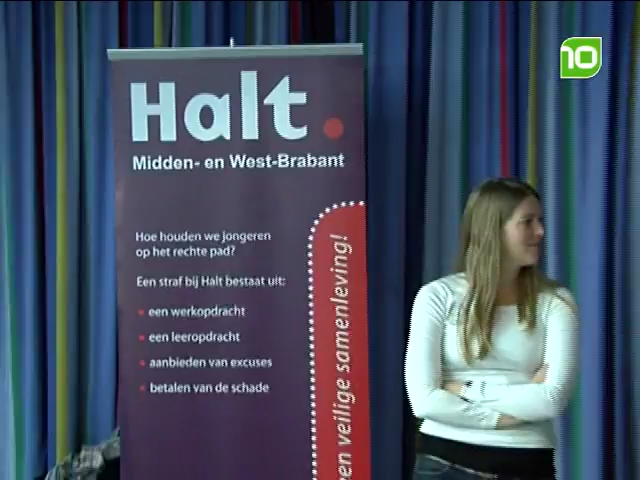 10
Halt.
Midden- en West-Brabant
Hoe houden we jongeren
op het rechte pad?
Een straf bij Halt bestaat uit:
• een werkopdracht
• een leeropdracht
• aanbieden van excuses
• betalen van de schade
een veilige samenleving!